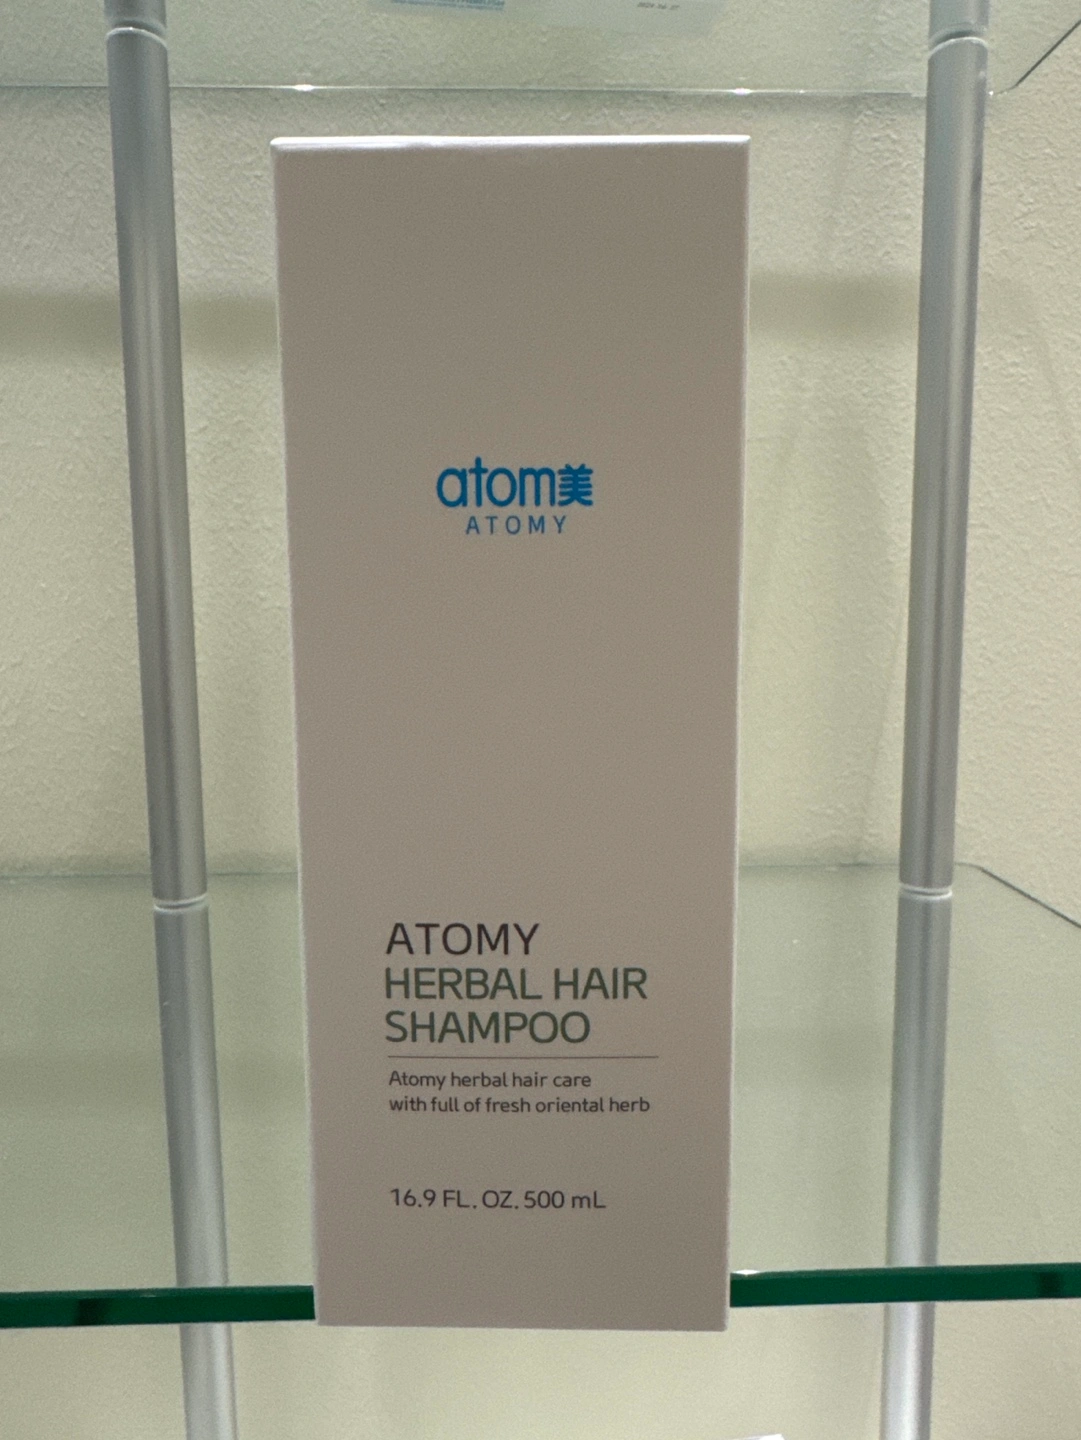 atom美
ATOMY
ATOMY
HERBAL HAIR
SHAMPOO
Atomy herbal hair care
with full of fresh oriental herb
16.9 FL. OZ. 500 mL